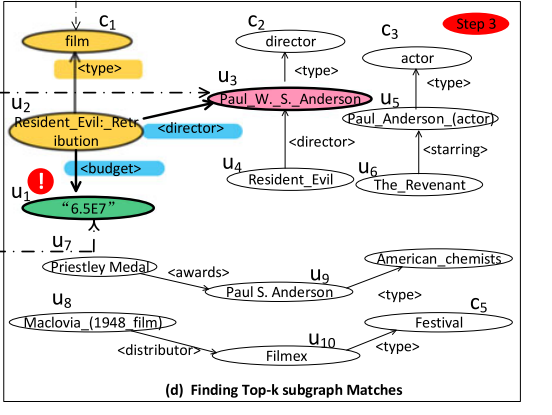 c1
film
<type>
c2
director
<type>
c3
actor
<type>
Step 3
u3
Paul_W._S._Anderson
u2
Resident_Evil:_Retr
ibution
<director>
<budget>
u5
Paul_Anderson_(actor)
<director>
<starring>
u4
Resident_Evil
u6
The_Revenant
!
u1
“6.5E7”
u7
Priestley Medal
<awards>
u9
Paul S. Anderson
American_chemists
<type>
u8
Maclovia_(1948_film)
<distributor>
u10
Filmex
<type>
c5
Festival
(d) Finding Top-k subgraph Matches